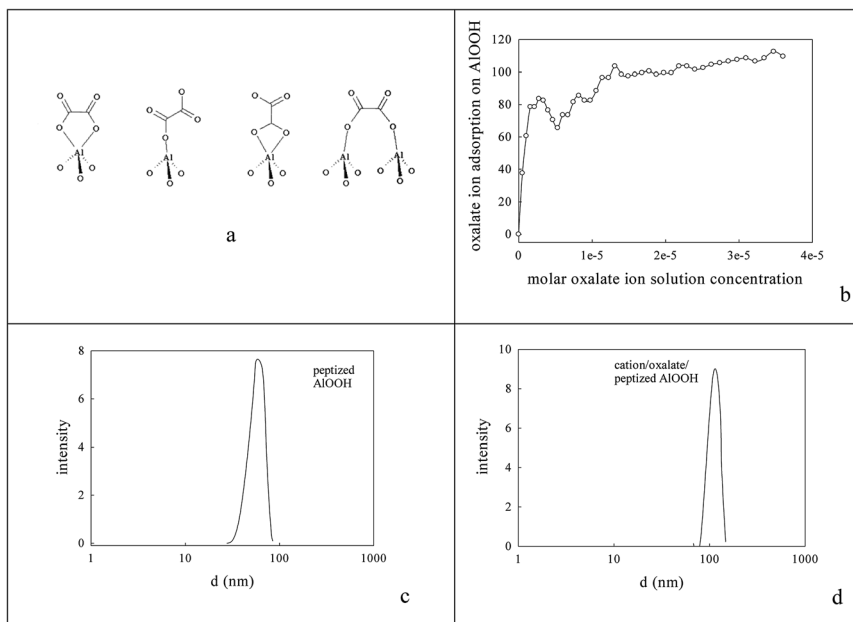 O O
O O
Al
O O
O
O
O
O
O
Al
O O
O
O O
O O
Al
O O
O
O O
O O
Al Al
O O O O
O O
a
oxalate ion adsorption on AlOOH
120
100
80
60
40
20
0
0 1e-5 2e-5 3e-5 4e-5
molar oxalate ion solution concentration
b
intensity
8
6
4
2
0
peptized
AlOOH
1 10 100 1000
d (nm)
c
intensity
10
8
6
4
2
0
cation/oxalate/
peptized AlOOH
1 10 100 1000
d (nm)
d